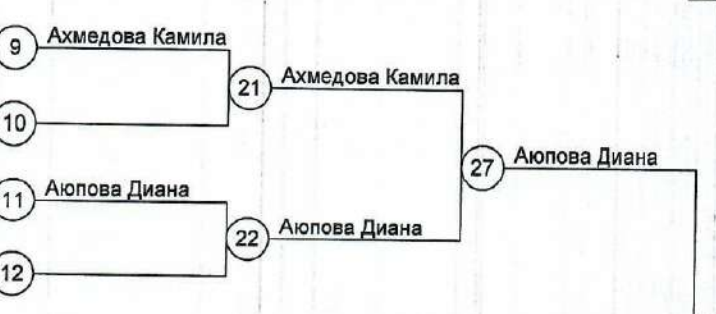 9 Ахмедова Камила
21 Ахмедова Камила
10
27 Аюпова Диана
11 Аюпова Диана
22 Аюпова Диана
12